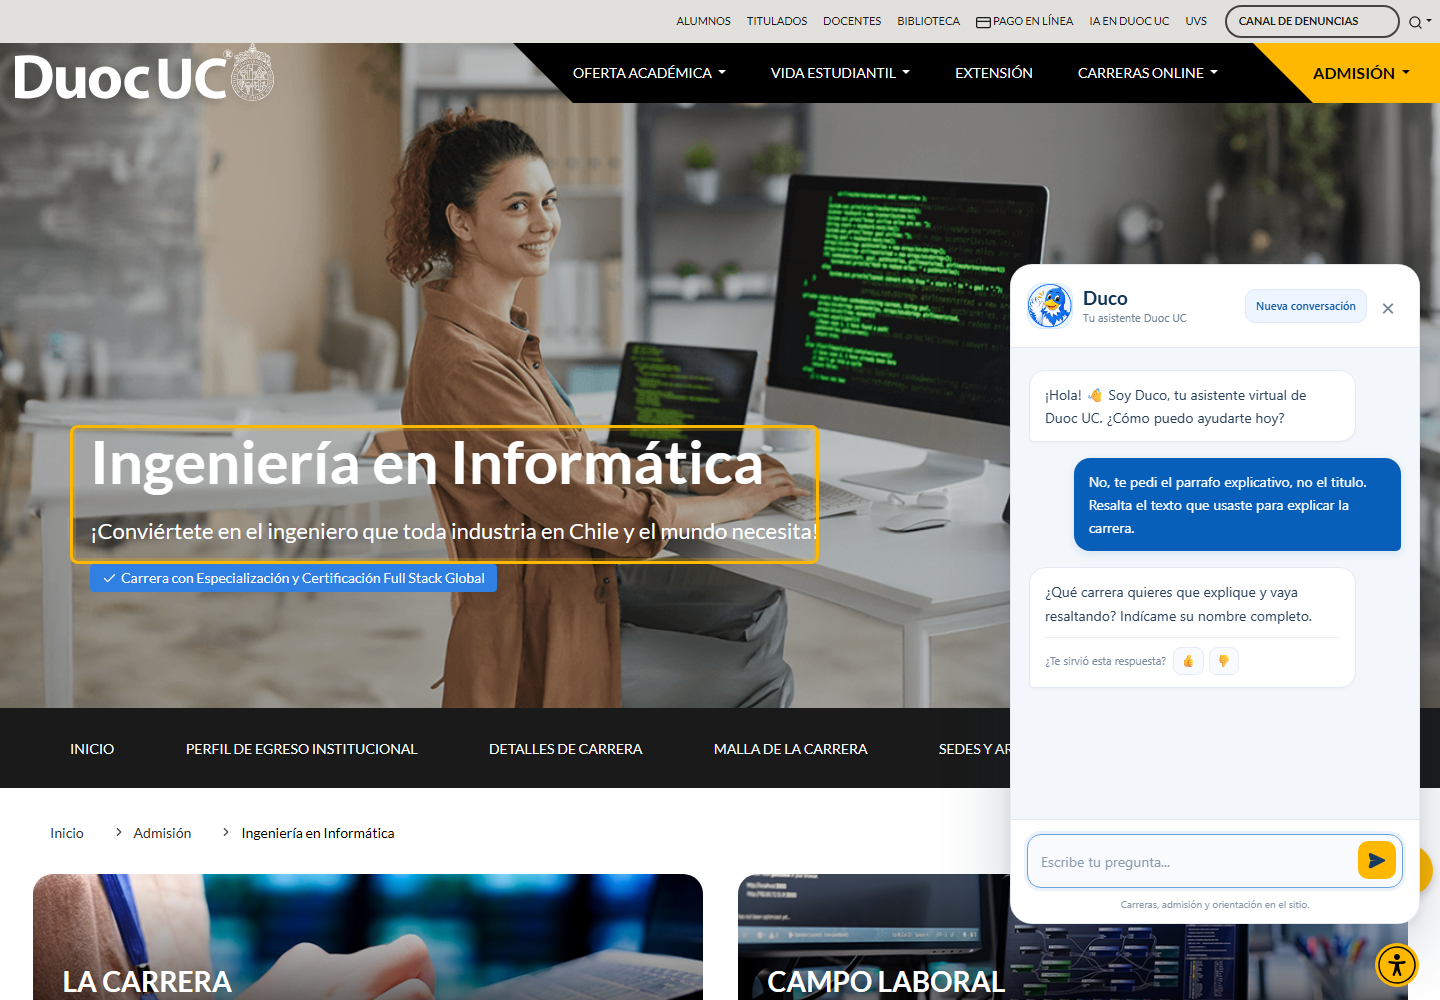 ALUMNOS TITULADOS DOCENTES BIBLIOTECA PAGO EN LÍNEA IA EN DUOC UC UVS CANAL DE DENUNCIAS
Duoc UC®
OFERTA ACADÉMICA VIDA ESTUDIANTIL EXTENSIÓN CARRERAS ONLINE ADMISIÓN
Ingeniería en Informática
¡Conviértete en el ingeniero que toda industria en Chile y el mundo necesita!
Carrera con Especialización y Certificación Full Stack Global
INICIO PERFIL DE EGRESO INSTITUCIONAL DETALLES DE CARRERA MALLA DE LA CARRERA SEDES Y AR
Inicio > Admisión > Ingeniería en Informática
LA CARRERA
CAMPO LABORAL
Duco
Tu asistente Duoc UC
Nueva conversación
¡Hola! 👋 Soy Duco, tu asistente virtual de
Duoc UC. ¿Cómo puedo ayudarte hoy?
No, te pedi el parrafo explicativo, no el titulo.
Resalta el texto que usaste para explicar la
carrera.
¿Qué carrera quieres que explique y vaya
resaltando? Indícame su nombre completo.
¿Te sirvió esta respuesta? 👍 👎
Escribe tu pregunta...
Carreras, admisión y orientación en el sitio.